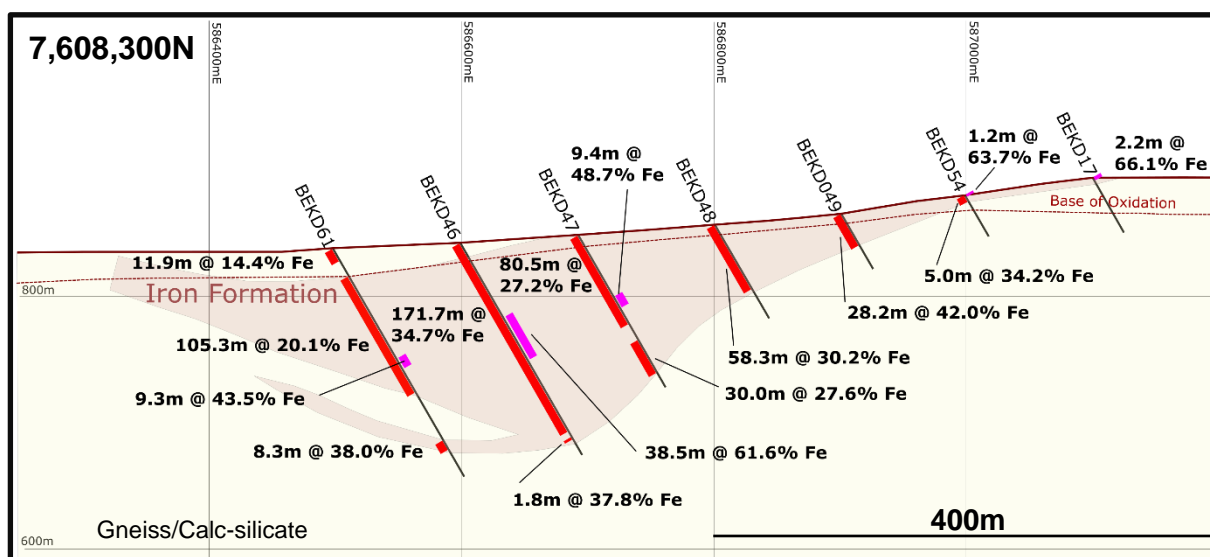 7,608,300N
586400mE
586600mE
586800mE
587000mE
BEKD61
BEKD46
BEKD47
BEKD48
BEKD049
BEKD54
BEKD17
9.4m @
48.7% Fe
1.2m @
63.7% Fe
2.2m @
66.1% Fe
Base of Oxidation
11.9m @ 14.4% Fe
80.5m @
27.2% Fe
5.0m @ 34.2% Fe
800m
Iron Formation
171.7m @
34.7% Fe
28.2m @ 42.0% Fe
105.3m @ 20.1% Fe
58.3m @ 30.2% Fe
9.3m @ 43.5% Fe
30.0m @ 27.6% Fe
8.3m @ 38.0% Fe
38.5m @ 61.6% Fe
1.8m @ 37.8% Fe
Gneiss/Calc-silicate
400m
600m